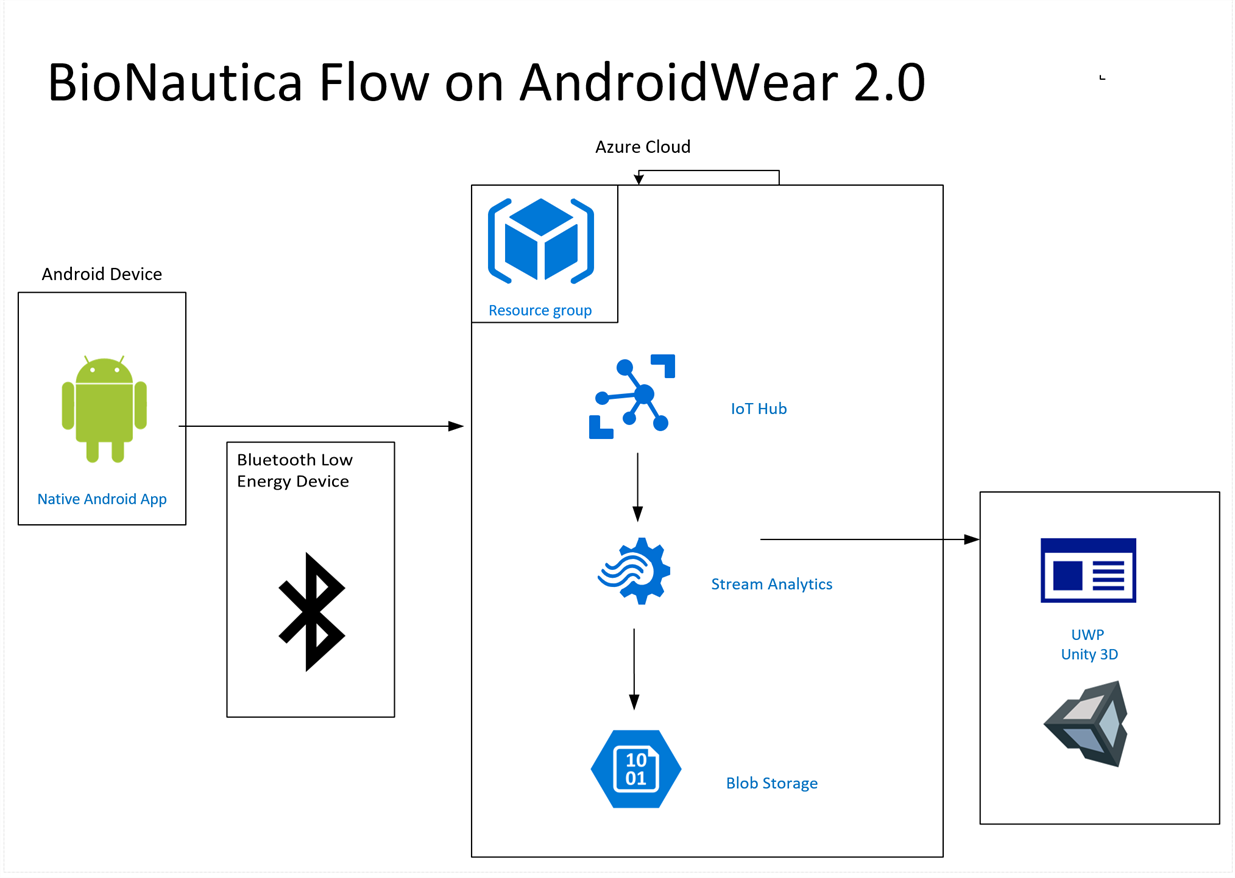 BioNautica Flow on AndroidWear 2.0
Azure Cloud
Resource group
Android Device
Native Android App
Bluetooth Low
Energy Device
IoT Hub
Stream Analytics
10
01
Blob Storage
UWP
Unity 3D